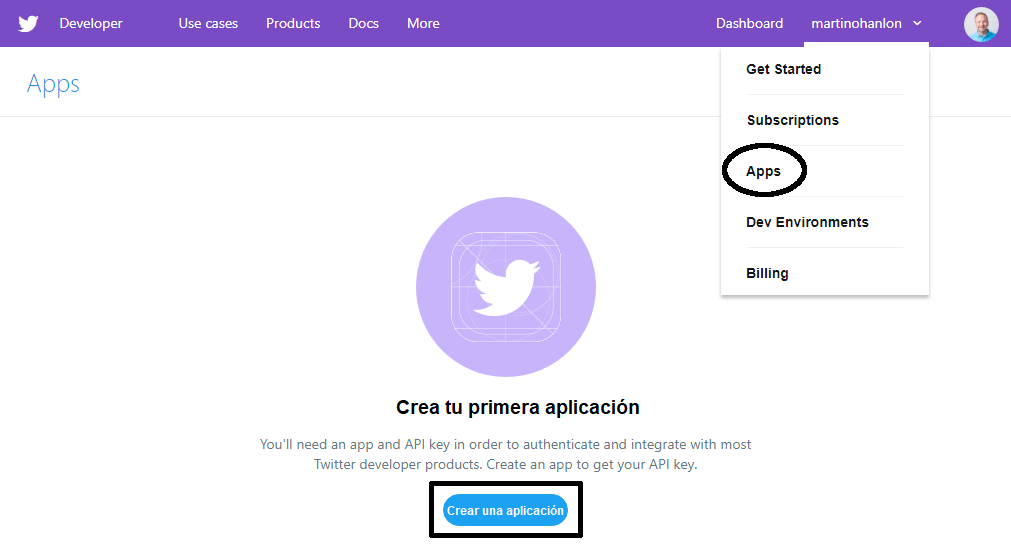 Developer Use cases Products Docs More Dashboard martinohanlon
Apps
Get Started
Subscriptions
Apps
Dev Environments
Billing
Crea tu primera aplicación
You'll need an app and API key in order to authenticate and integrate with most
Twitter developer products. Create an app to get your API key.
Crear una aplicación